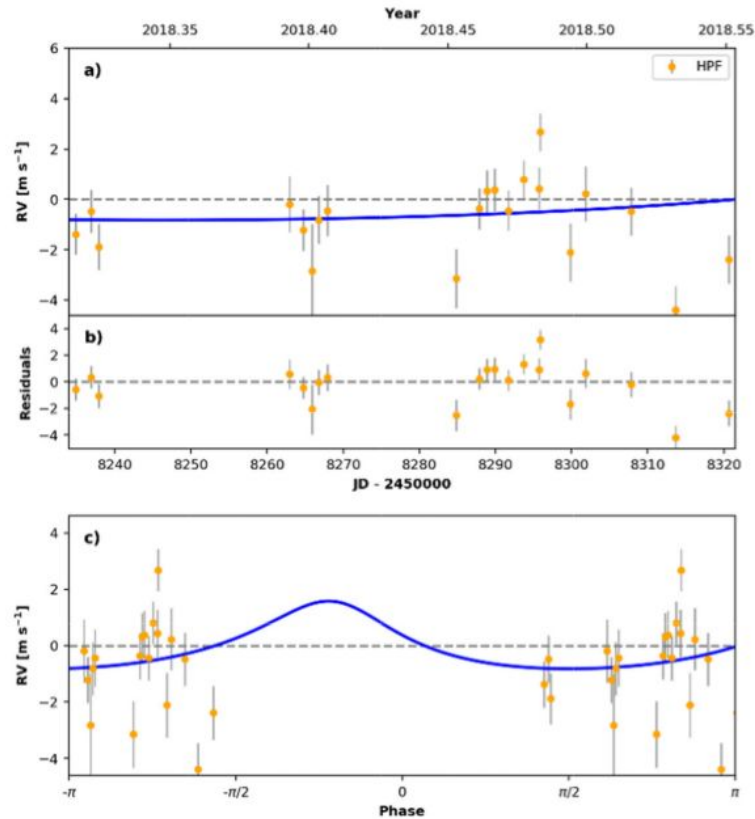 Year
2018.35 2018.40 2018.45 2018.50 2018.55
a)
HPF
6
4
2
0
−2
−4
RV [m s⁻¹]
b)
4
2
0
−2
−4
Residuals
8240 8250 8260 8270 8280 8290 8300 8310 8320
JD - 2450000
c)
4
2
0
−2
−4
RV [m s⁻¹]
-π -π/2 0 π/2 π
Phase